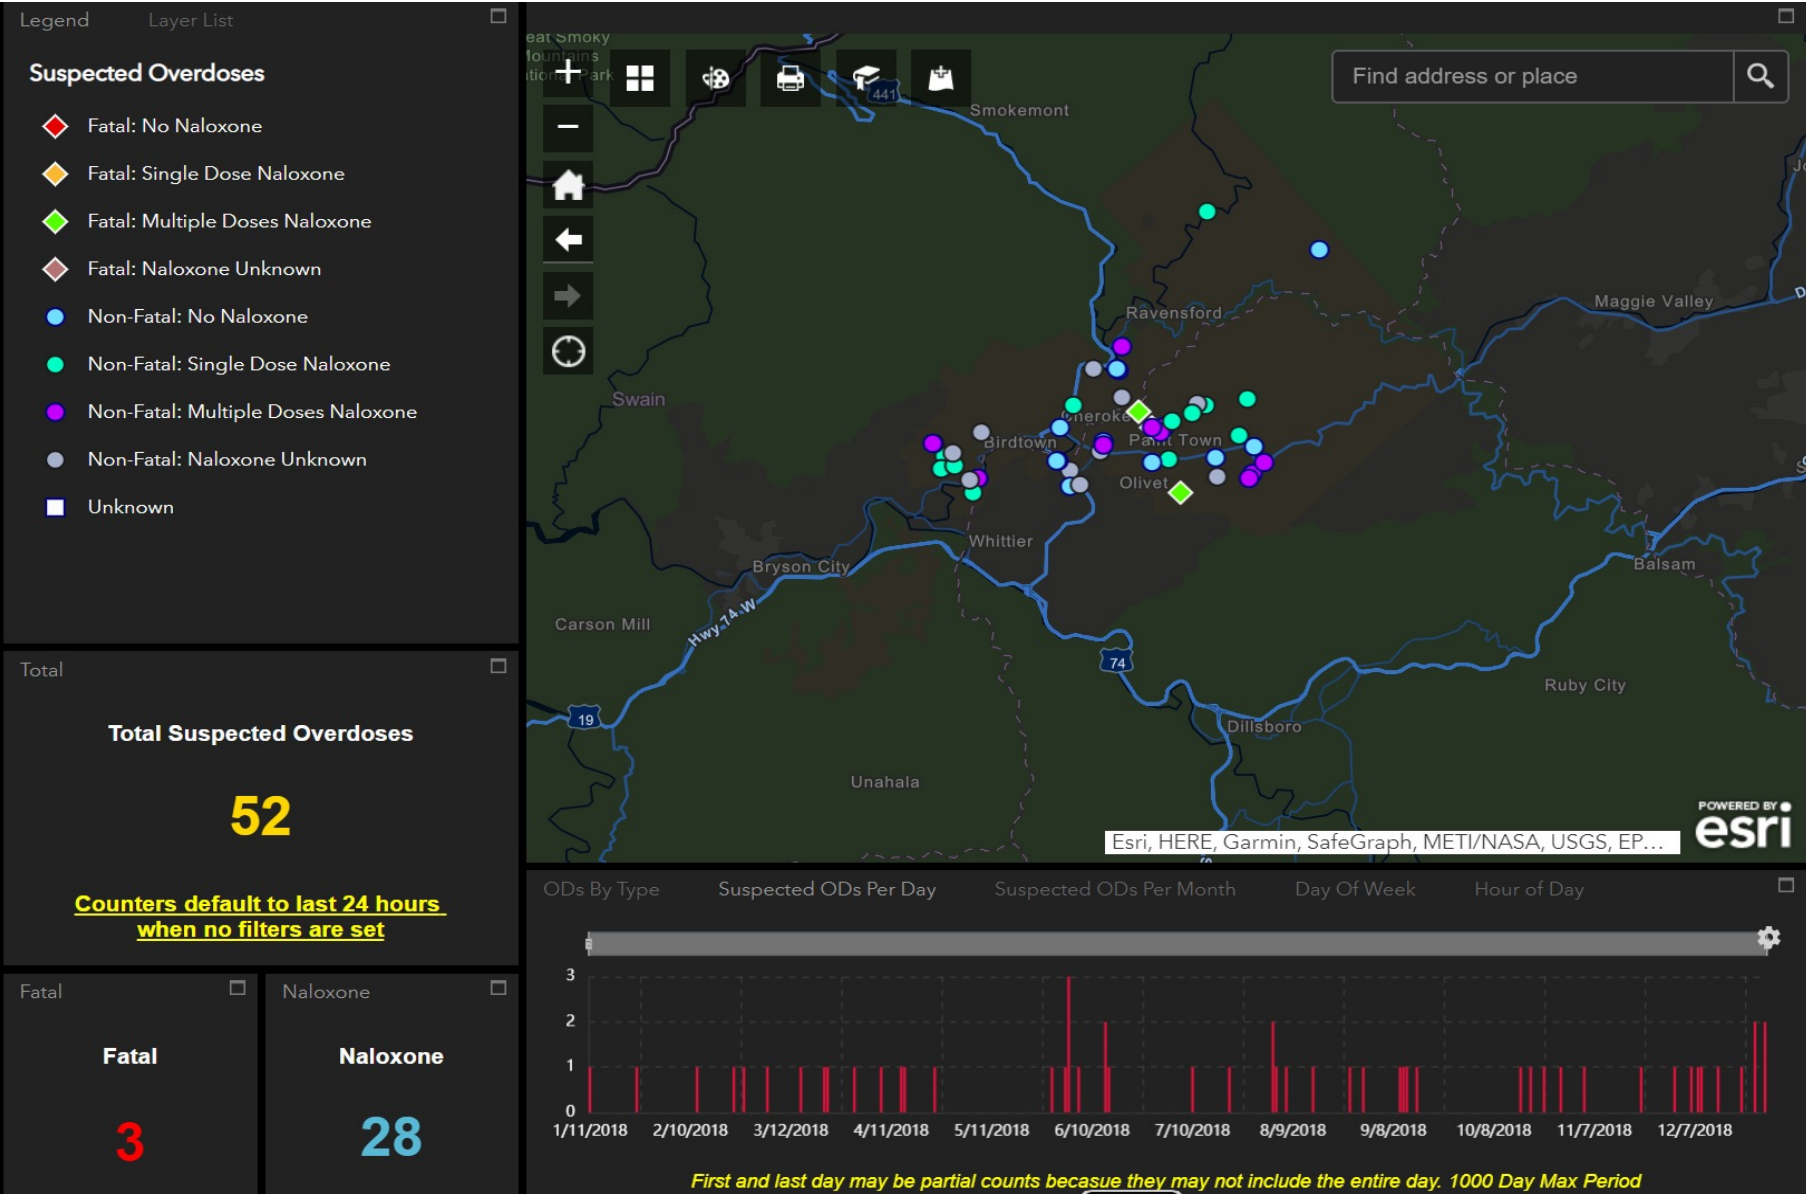 Legend Layer List
Suspected Overdoses
Fatal: No Naloxone
Fatal: Single Dose Naloxone
Fatal: Multiple Doses Naloxone
Fatal: Naloxone Unknown
Non-Fatal: No Naloxone
Non-Fatal: Single Dose Naloxone
Non-Fatal: Multiple Doses Naloxone
Non-Fatal: Naloxone Unknown
Unknown
Total
Total Suspected Overdoses
52
Counters default to last 24 hours
when no filters are set
Fatal
Fatal
3
Naloxone
Naloxone
28
eat Smoky
Mountains
Park
441
Smokemont
Find address or place
Ravensford
Maggie Valley
Swain
Cheroke
Birdtown
Paint Town
Olivet
Whittier
Bryson City
Balsam
Carson Mill
Hwy 74 W
74
Ruby City
19
Dillsboro
Unahala
POWERED BY
esri
Esri, HERE, Garmin, SafeGraph, METI/NASA, USGS, EP...
ODs By Type Suspected ODs Per Day Suspected ODs Per Month Day Of Week Hour of Day
3
2
1
0
1/11/2018 2/10/2018 3/12/2018 4/11/2018 5/11/2018 6/10/2018 7/10/2018 8/9/2018 9/8/2018 10/8/2018 11/7/2018 12/7/2018
First and last day may be partial counts becasue they may not include the entire day. 1000 Day Max Period